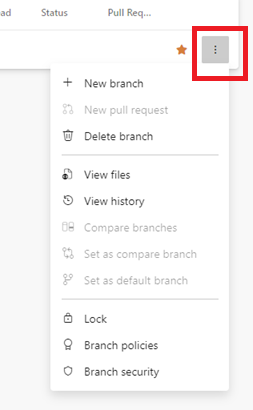 ad Status Pull Req...
New branch
New pull request
Delete branch
View files
View history
Compare branches
Set as compare branch
Set as default branch
Lock
Branch policies
Branch security